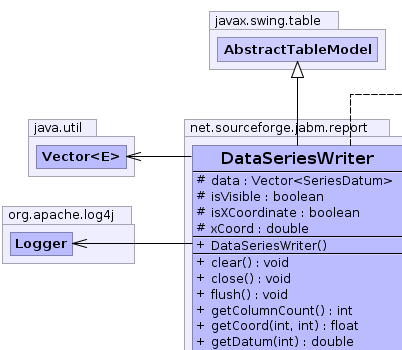 javax.swing.table
AbstractTableModel
java.util
Vector<E>
net.sourceforge.jabm.report
DataSeriesWriter
# data : Vector<SeriesDatum>
# isVisible : boolean
# isXCoordinate : boolean
# xCoord : double
org.apache.log4j
Logger
+ DataSeriesWriter()
+ clear() : void
+ close() : void
+ flush() : void
+ getColumnCount() : int
+ getCoord(int, int) : float
+ getDatum(int) : double